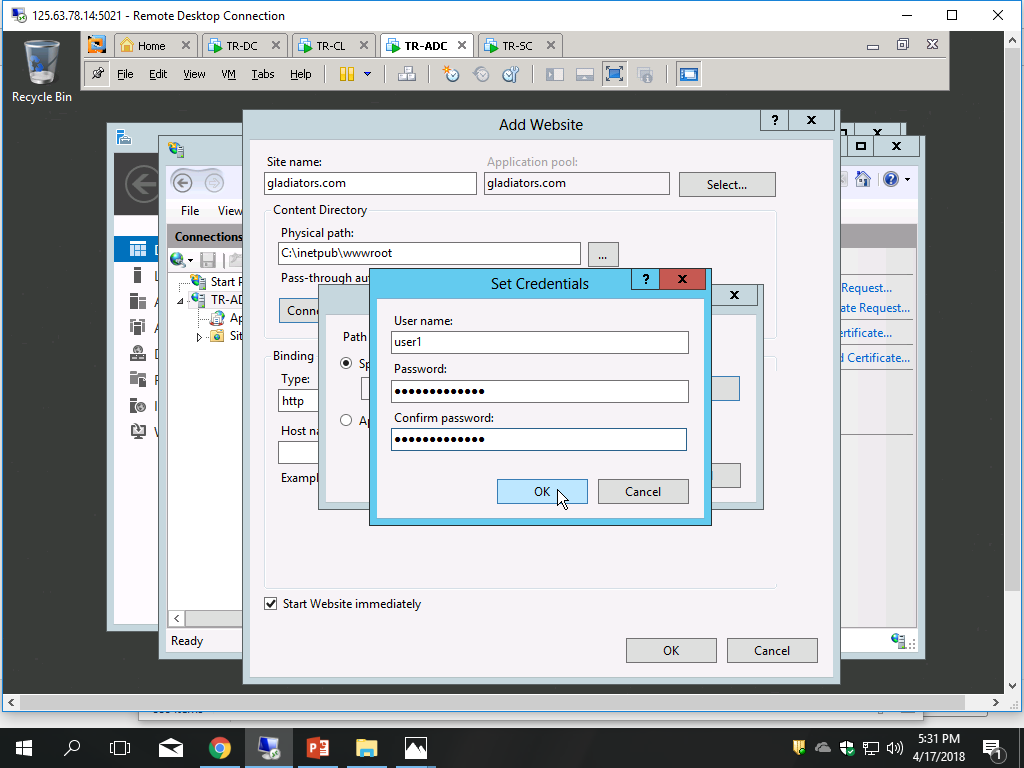 125.63.78.14:5021 - Remote Desktop Connection
Recycle Bin
Home
TR-DC
TR-CL
TR-ADC
TR-SC
File Edit View VM Tabs Help
Add Website
?
X
Site name:
gladiators.com
Application pool:
gladiators.com
Select...
Content Directory
Physical path:
C:\inetpub\wwwroot
...
Pass-through au
Conne
File View
Connections
Start P
TR-AD
Ap
Sit
Request...
ate Request...
ertificate...
d Certificate...
Binding
Type:
http
Host na
Exampl
Path
Sp
Ap
Set Credentials
?
X
User name:
user1
Password:
•••••••••••••
Confirm password:
•••••••••••••
OK
Cancel
Start Website immediately
OK
Cancel
Ready
5:31 PM
4/17/2018
1